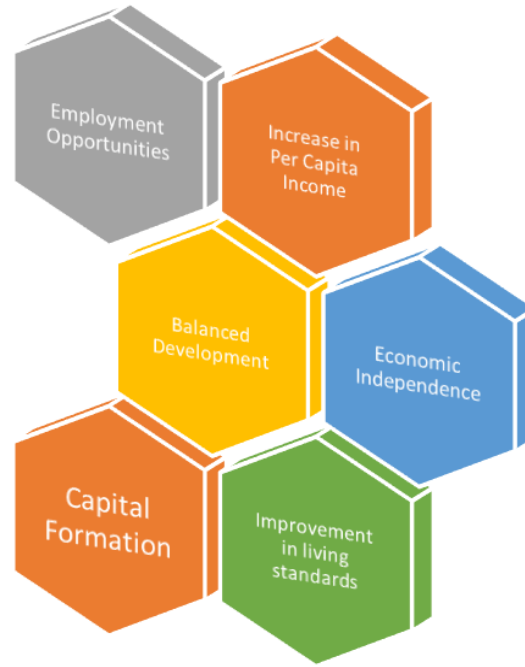 Employment
Opportunities
Increase in
Per Capita
Income
Balanced
Development
Economic
Independence
Capital
Formation
Improvement
in living
standards